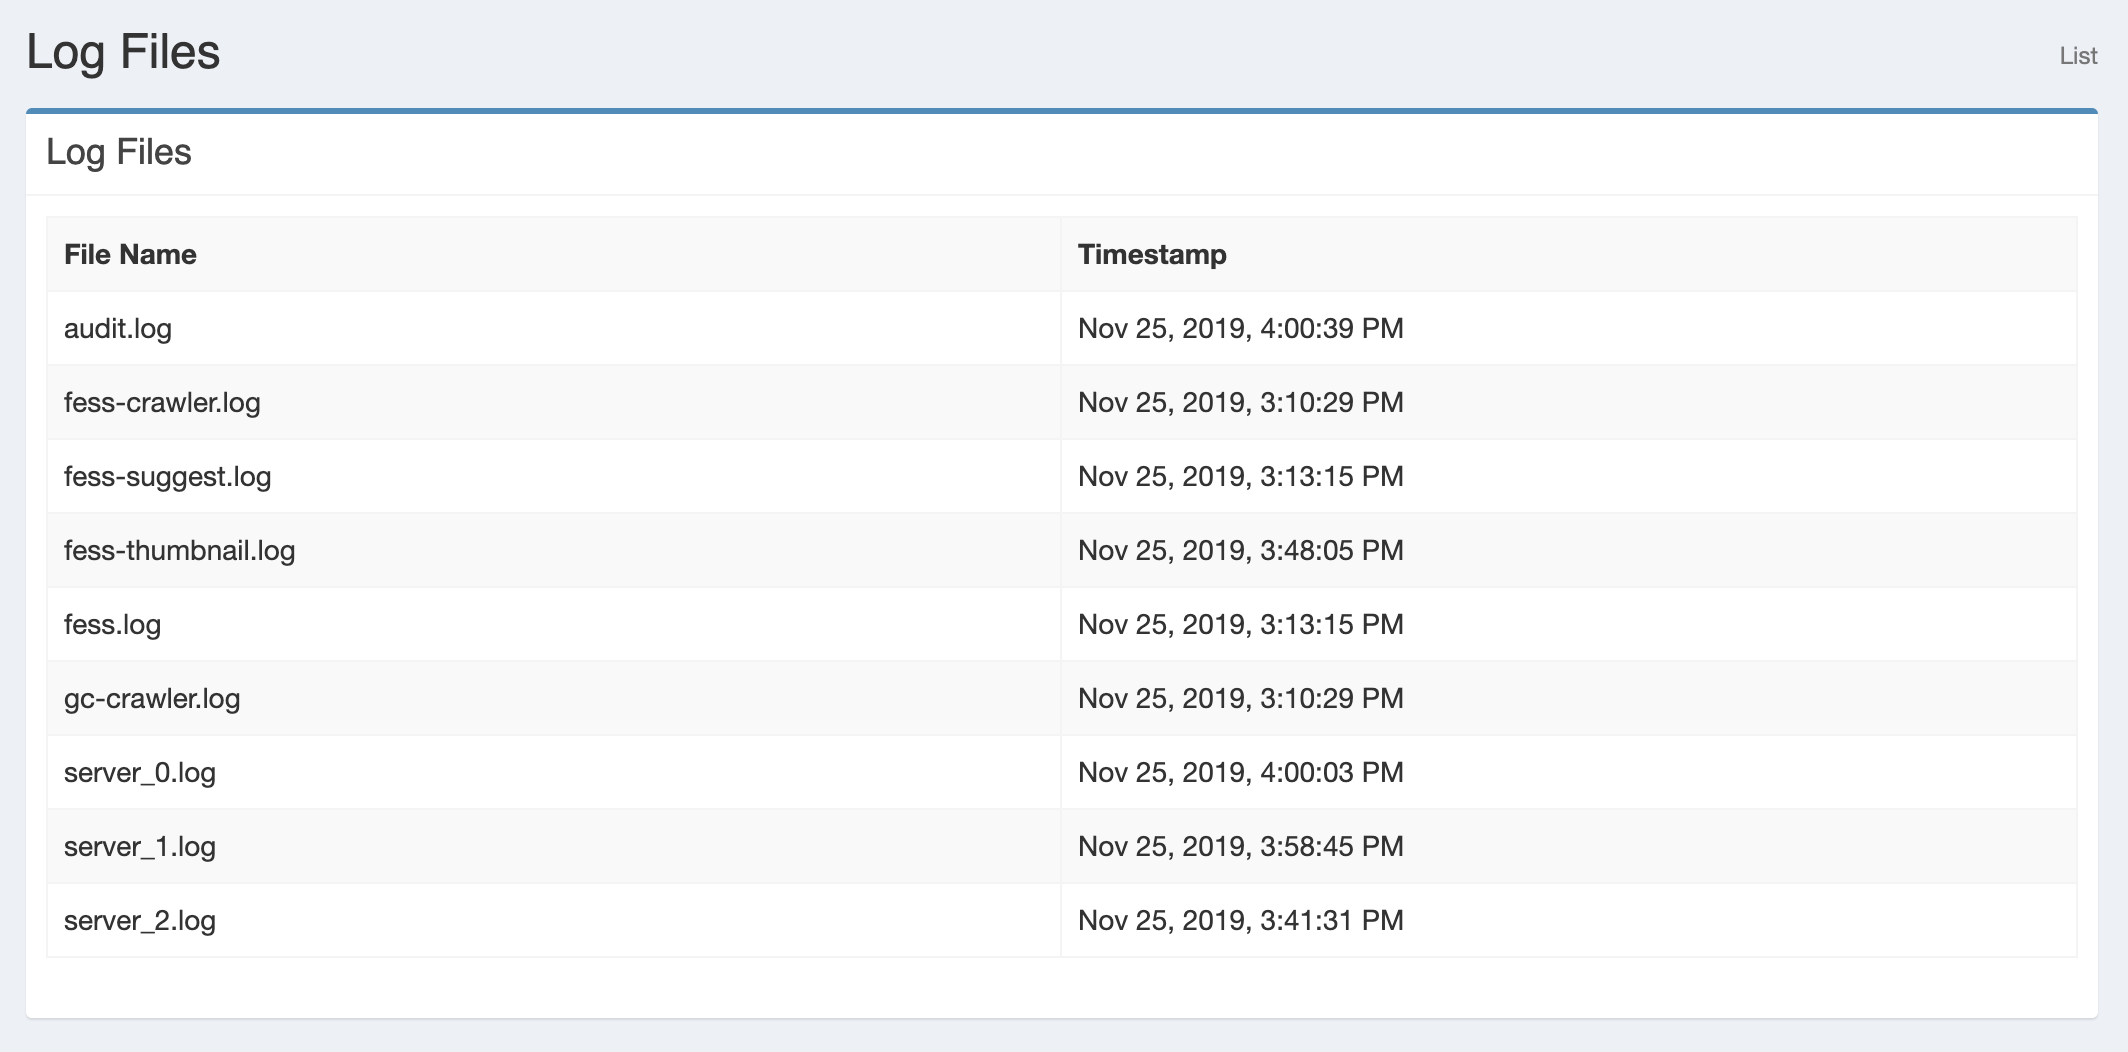 Log Files
List
Log Files
File Name Timestamp
audit.log Nov 25, 2019, 4:00:39 PM
fess-crawler.log Nov 25, 2019, 3:10:29 PM
fess-suggest.log Nov 25, 2019, 3:13:15 PM
fess-thumbnail.log Nov 25, 2019, 3:48:05 PM
fess.log Nov 25, 2019, 3:13:15 PM
gc-crawler.log Nov 25, 2019, 3:10:29 PM
server_0.log Nov 25, 2019, 4:00:03 PM
server_1.log Nov 25, 2019, 3:58:45 PM
server_2.log Nov 25, 2019, 3:41:31 PM